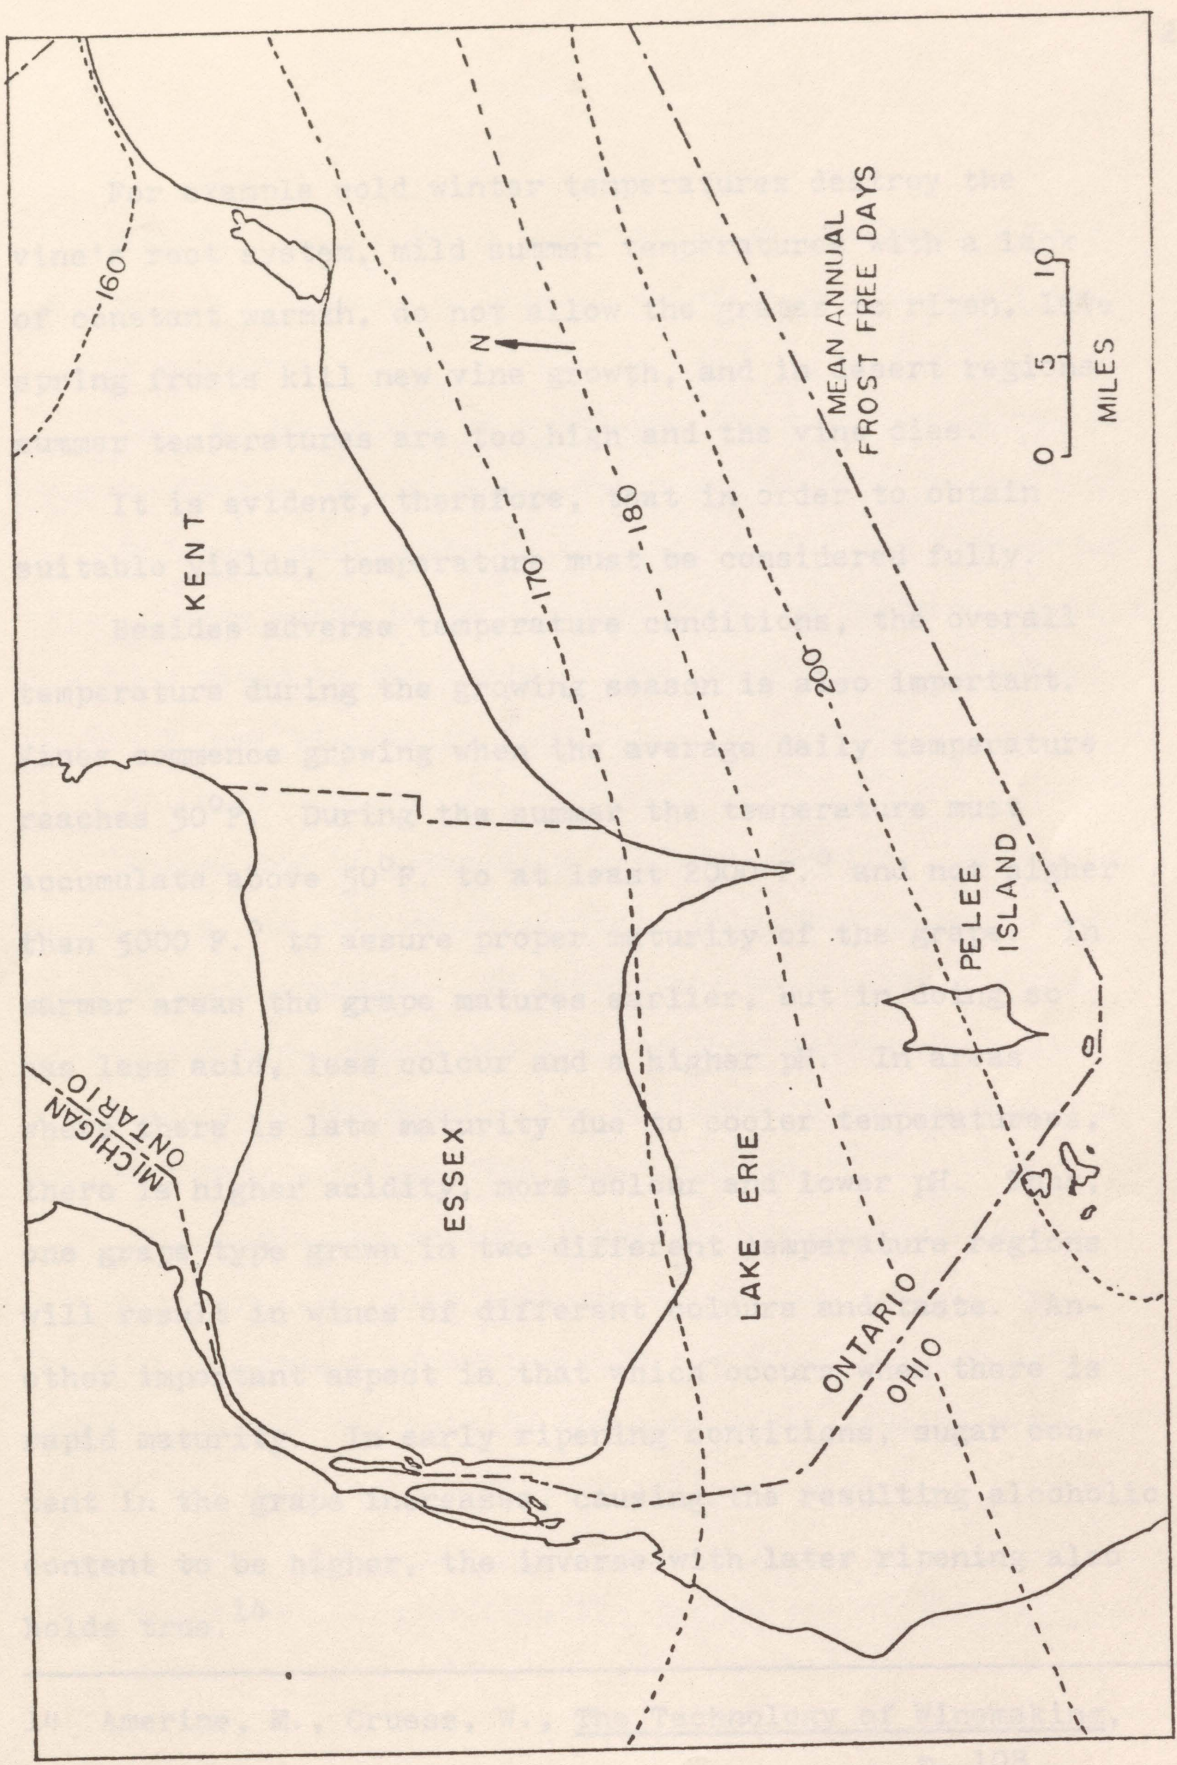 160
KENT
N
170
180
200
MEAN ANNUAL
FROST FREE DAYS
0 5 10
MILES
MICHIGAN
ONTARIO
ESSEX
LAKE ERIE
PELEE
ISLAND
ONTARIO
OHIO
For example cold winter temperatures destroy the
vine's root system, mild summer temperatures with a lack
of constant warmth, do not allow the grapes to ripen, late
spring frosts kill new vine growth, and in desert regions
summer temperatures are too high and the vine dies.
It is evident, therefore, that in order to obtain
suitable yields, temperature must be considered fully.
Besides adverse temperature conditions, the overall
temperature during the growing season is also important.
Vines commence growing when the average daily temperature
reaches 50°F. During the summer the temperature must
accumulate above 50°F. to at least F.° and not higher
than 5000 F.° to assure proper maturity of the grape. In
warmer areas the grape matures earlier, but in doing so
has less acid, less colour and a higher pH. In areas
where there is late maturity due to cooler temperatures,
there is higher acidity, more colour and lower pH.
one grape type grown in two different temperature regions
will result in wines of different colours and taste. An-
other important aspect is that which occurs when there is
rapid maturity. In early ripening contitions, sugar con-
tent in the grape increases, causing the resulting alcoholic
content to be higher, the inverse with later ripening also
holds true.14
14 Amerine, M., Cruess, W., The Technology of Winemaking,
p. 108